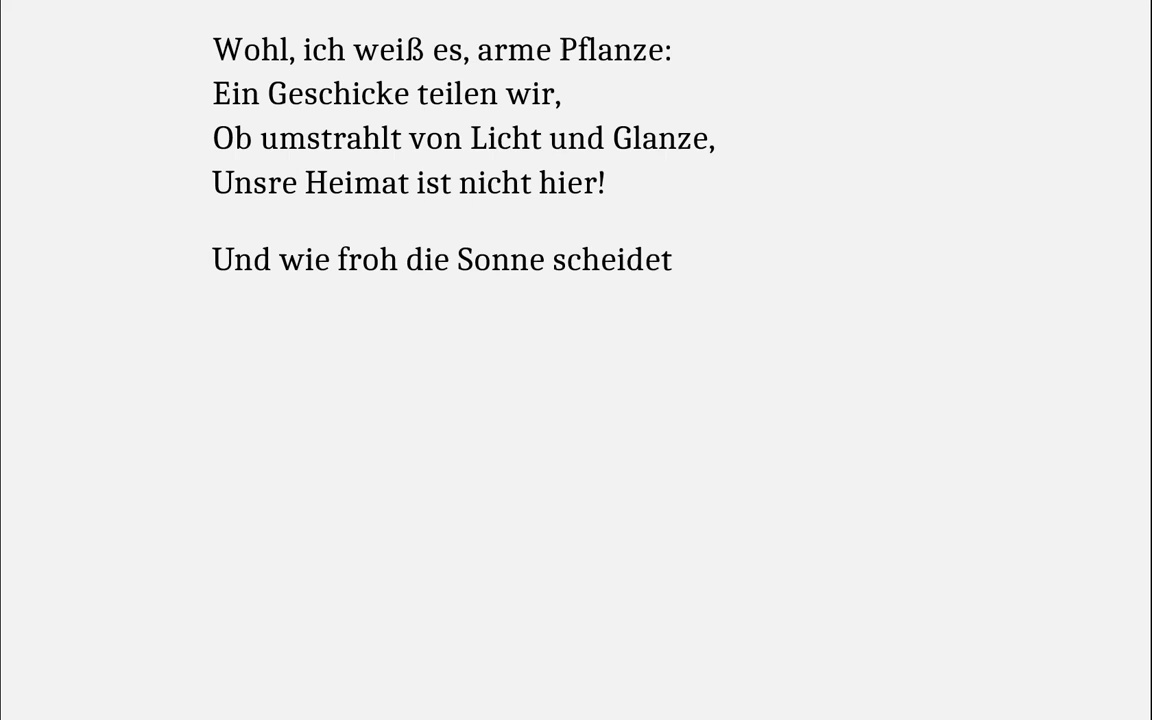 Wohl, ich weiß es, arme Pflanze:
Ein Geschicke teilen wir,
Ob umstrahlt von Licht und Glanze,
Unsre Heimat ist nicht hier!
Und wie froh die Sonne scheidet